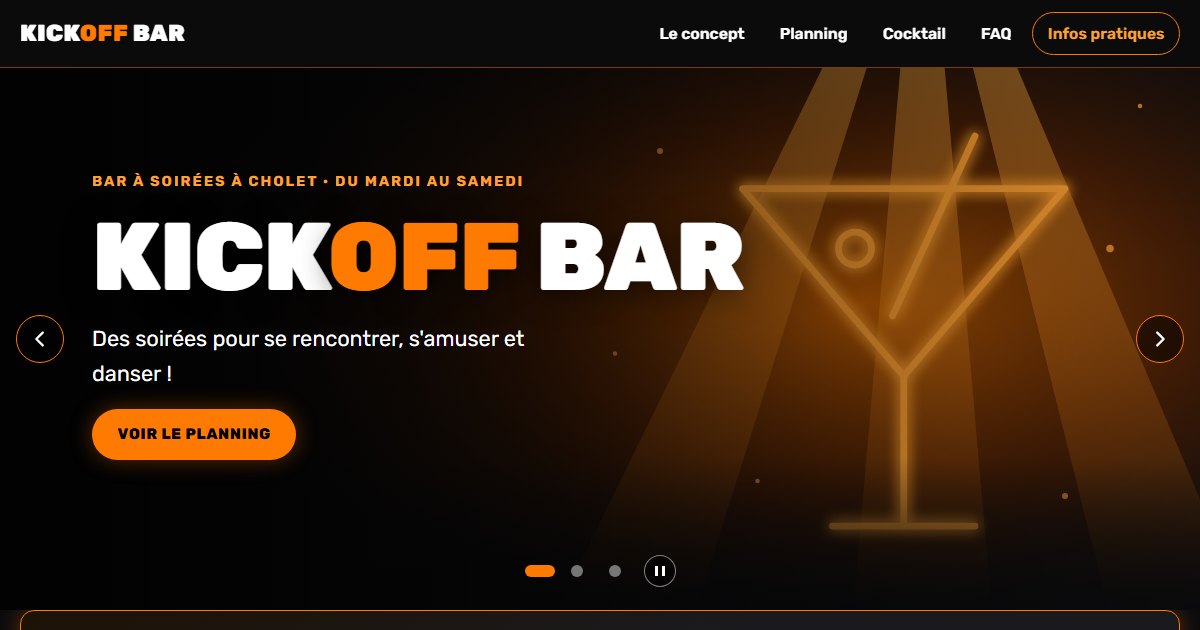 KICKOFF BAR
Le concept
Planning
Cocktail
FAQ
Infos pratiques
BAR À SOIRÉES À CHOLET • DU MARDI AU SAMEDI
KICKOFF BAR
Des soirées pour se rencontrer, s'amuser et
danser !
VOIR LE PLANNING